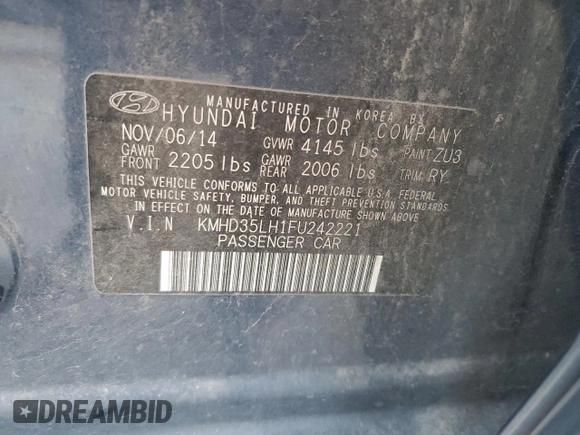 MANUFACTURED IN KOREA BY
HYUNDAI MOTOR COMPANY
NOV/06/14 GVWR 4145 lbs PAINT: ZU3
GAWR FRONT 2205 lbs GAWR REAR 2006 lbs TRIM: RY
THIS VEHICLE CONFORMS TO ALL APPLICABLE U.S.A. FEDERAL
MOTOR VEHICLE SAFETY, BUMPER, AND THEFT PREVENTION STANDARDS
IN EFFECT ON THE DATE OF MANUFACTURE SHOWN ABOVE.
V.I.N KMHD35LH1FU242221
PASSENGER CAR
DREAMBID